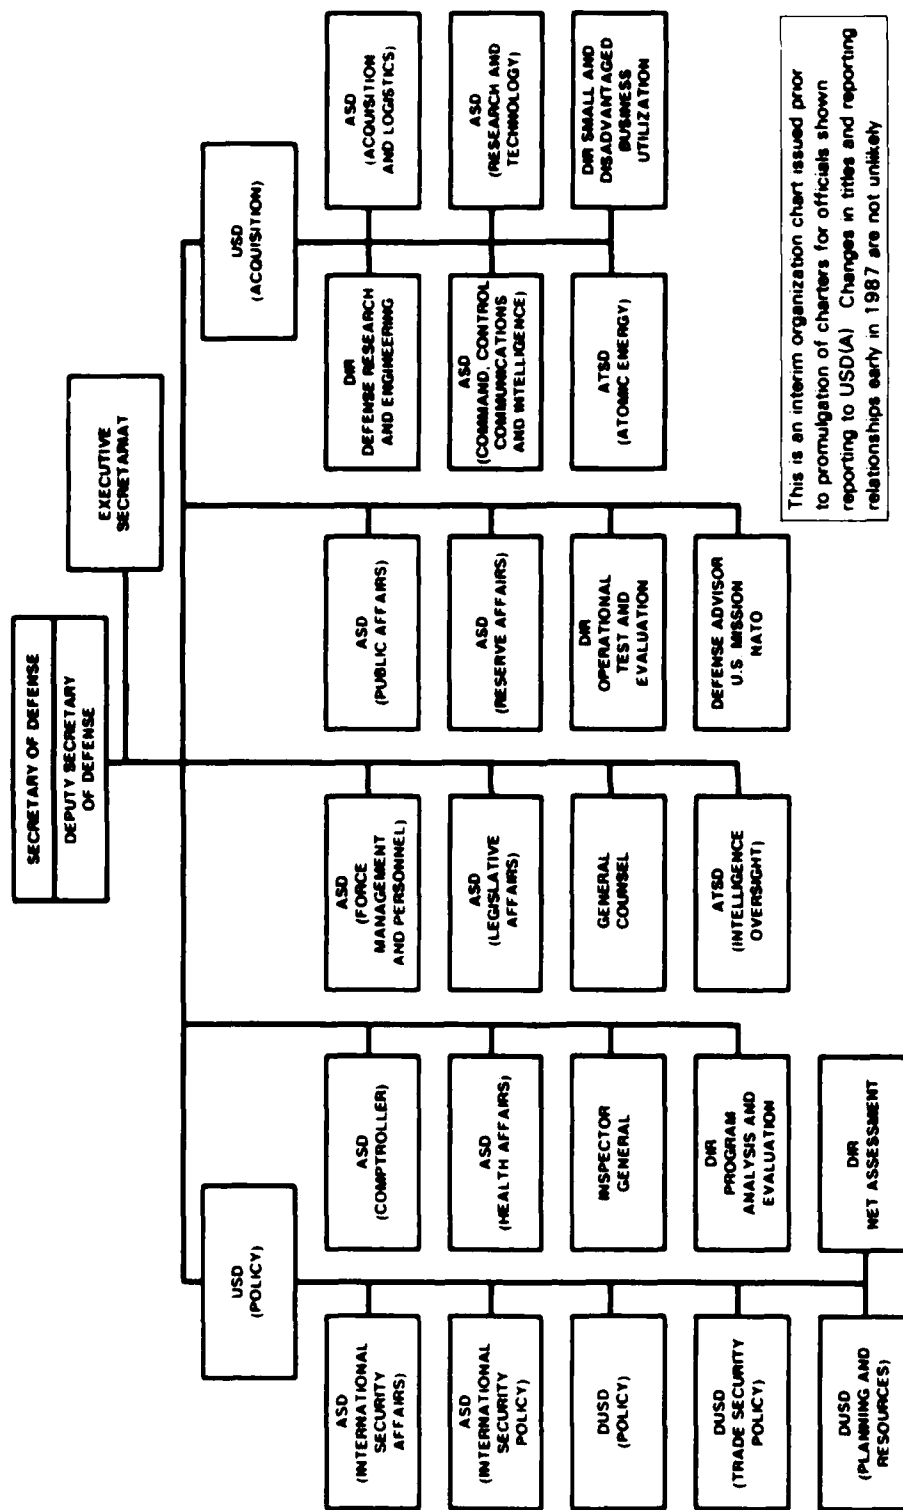 SECRETARY OF DEFENSE
DEPUTY SECRETARY
OF DEFENSE
EXECUTIVE
SECRETARIAT
USD
(POLICY)
USD
(ACQUISITION)
ASD
(INTERNATIONAL
SECURITY
AFFAIRS)
ASD
(COMPTROLLER)
ASD
(FORCE
MANAGEMENT
AND PERSONNEL)
ASD
(PUBLIC AFFAIRS)
DIR
DEFENSE RESEARCH
AND ENGINEERING
ASD
(ACQUISITION
AND LOGISTICS)
ASD
(INTERNATIONAL
SECURITY
POLICY)
ASD
(HEALTH AFFAIRS)
ASD
(LEGISLATIVE
AFFAIRS)
ASD
(RESERVE AFFAIRS)
ASD
(COMMAND, CONTROL
COMMUNICATIONS
AND INTELLIGENCE)
ASD
(RESEARCH AND
TECHNOLOGY)
DUSD
(POLICY)
INSPECTOR
GENERAL
GENERAL
COUNSEL
DIR
OPERATIONAL
TEST AND
EVALUATION
ATSD
(ATOMIC ENERGY)
DIR SMALL AND
DISADVANTAGED
BUSINESS
UTILIZATION
DUSD
(TRADE SECURITY
POLICY)
DIR
PROGRAM
ANALYSIS AND
EVALUATION
ATSD
(INTELLIGENCE
OVERSIGHT)
DEFENSE ADVISOR
U.S. MISSION
NATO
DUSD
(PLANNING AND
RESOURCES)
DIR
NET ASSESSMENT
This is an interim organization chart issued prior
to promulgation of charters for officials shown
reporting to USD(A) Changes in titles and reporting
relationships early in 1987 are not unlikely